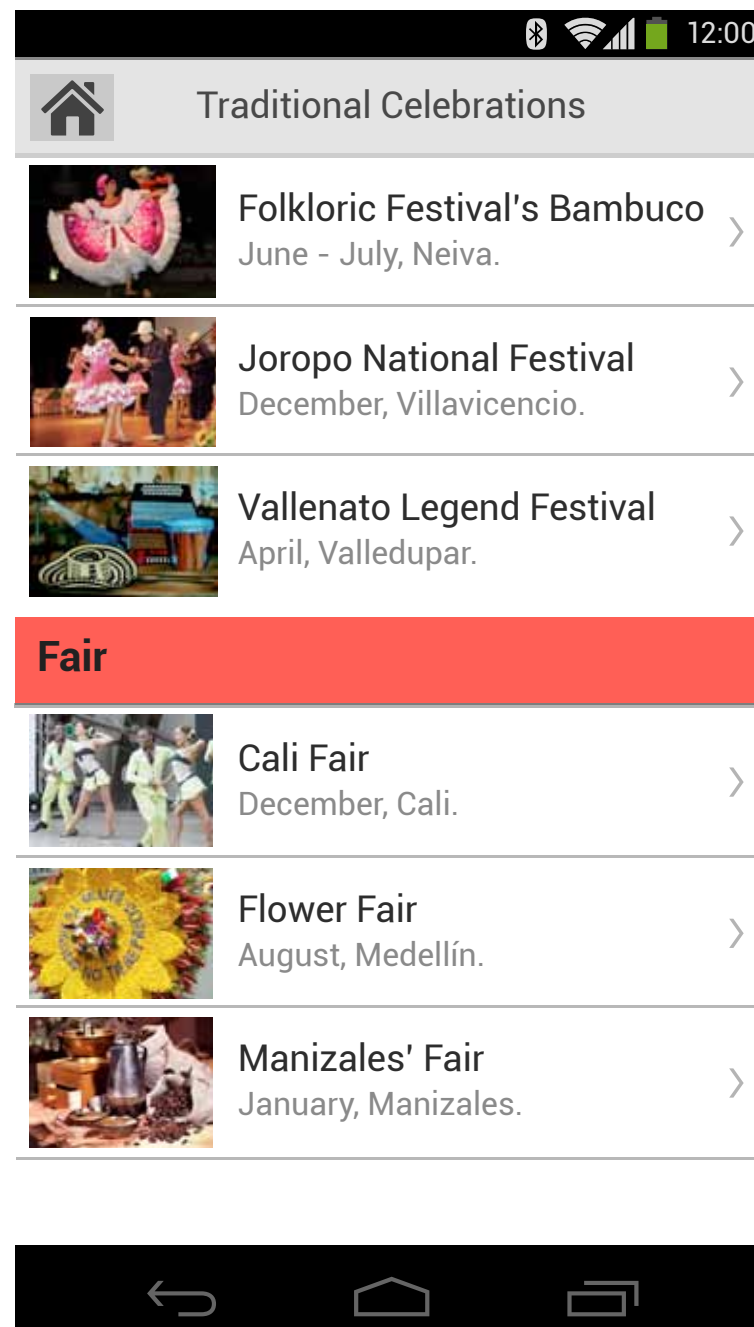 12:00
Traditional Celebrations
Folkloric Festival's Bambuco
June - July, Neiva.
Joropo National Festival
December, Villavicencio.
Vallenato Legend Festival
April, Valledupar.
Fair
Cali Fair
December, Cali.
Flower Fair
August, Medellín.
Manizales' Fair
January, Manizales.